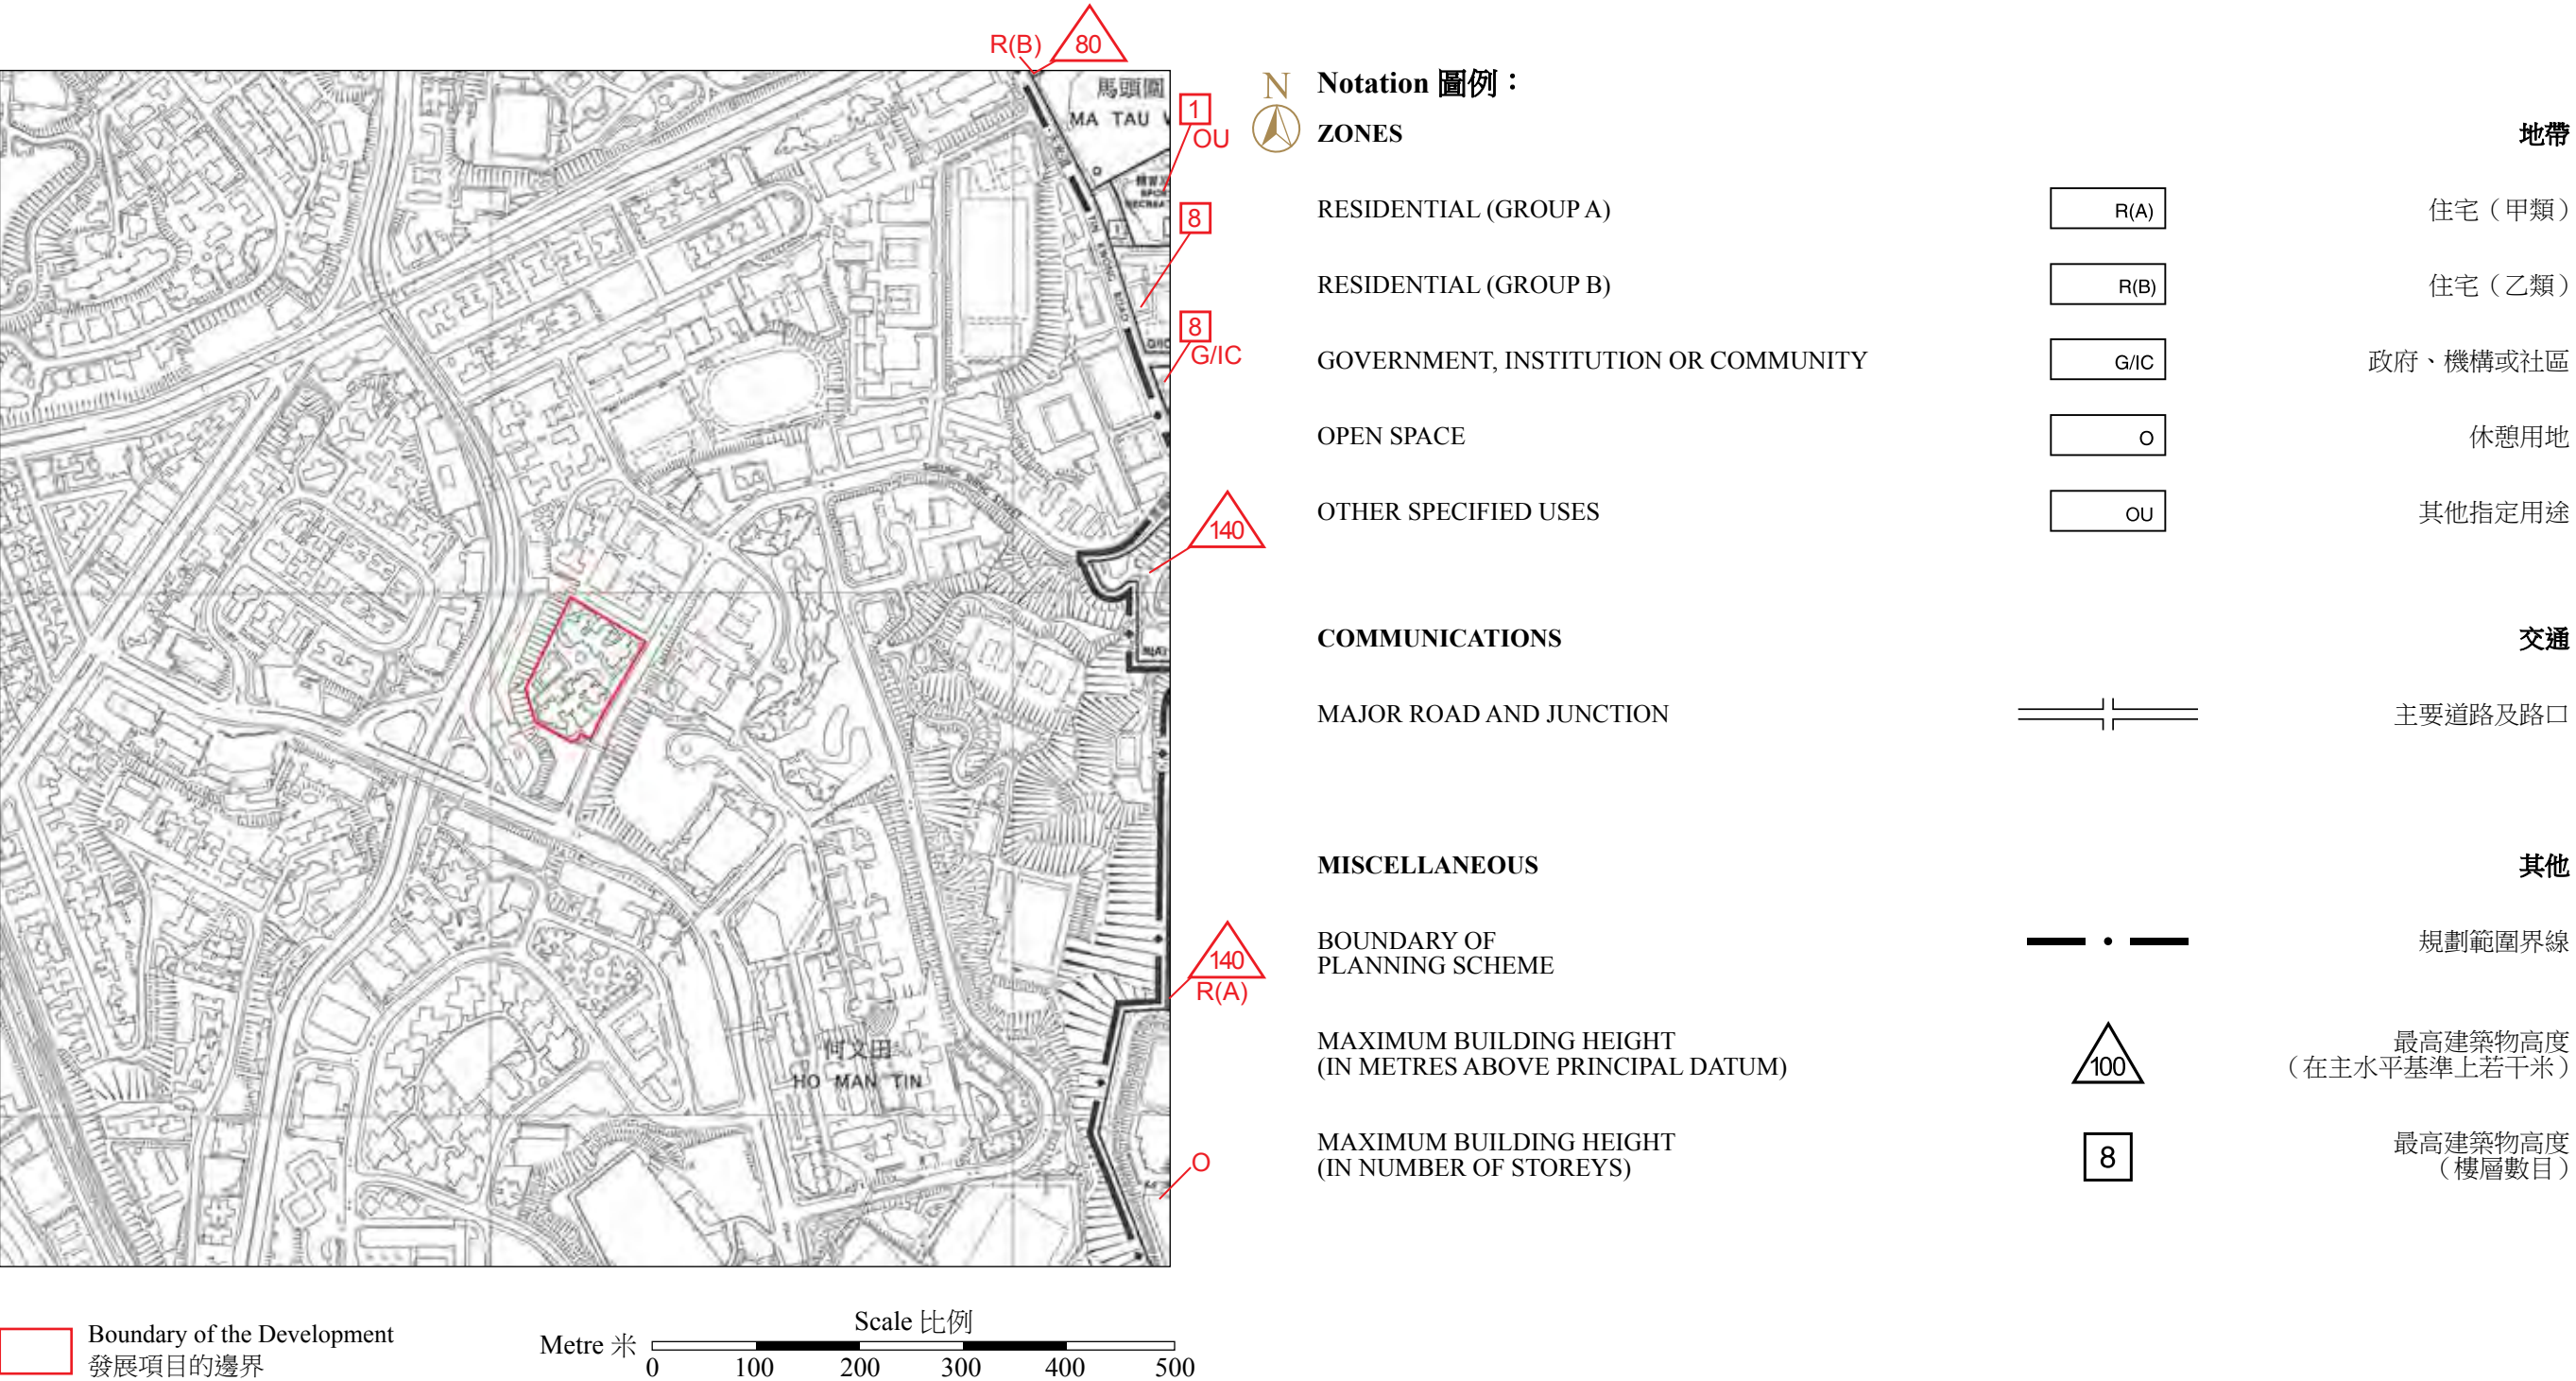 R(B) 80
馬頭圍
MA TAU
1
OU
8
8
G/IC
SHEUNG SHING STREET
140
140
R(A)
何文田
HO MAN TIN
O
N
Notation 圖例：
ZONES 地帶
RESIDENTIAL (GROUP A) R(A) 住宅（甲類）
RESIDENTIAL (GROUP B) R(B) 住宅（乙類）
GOVERNMENT, INSTITUTION OR COMMUNITY G/IC 政府、機構或社區
OPEN SPACE O 休憩用地
OTHER SPECIFIED USES OU 其他指定用途
COMMUNICATIONS 交通
MAJOR ROAD AND JUNCTION 主要道路及路口
MISCELLANEOUS 其他
BOUNDARY OF
PLANNING SCHEME
規劃範圍界線
MAXIMUM BUILDING HEIGHT
(IN METRES ABOVE PRINCIPAL DATUM)
100
最高建築物高度
（在主水平基準上若干米）
MAXIMUM BUILDING HEIGHT
(IN NUMBER OF STOREYS)
8
最高建築物高度
（樓層數目）
Boundary of the Development
發展項目的邊界
Scale 比例
Metre 米
0 100 200 300 400 500